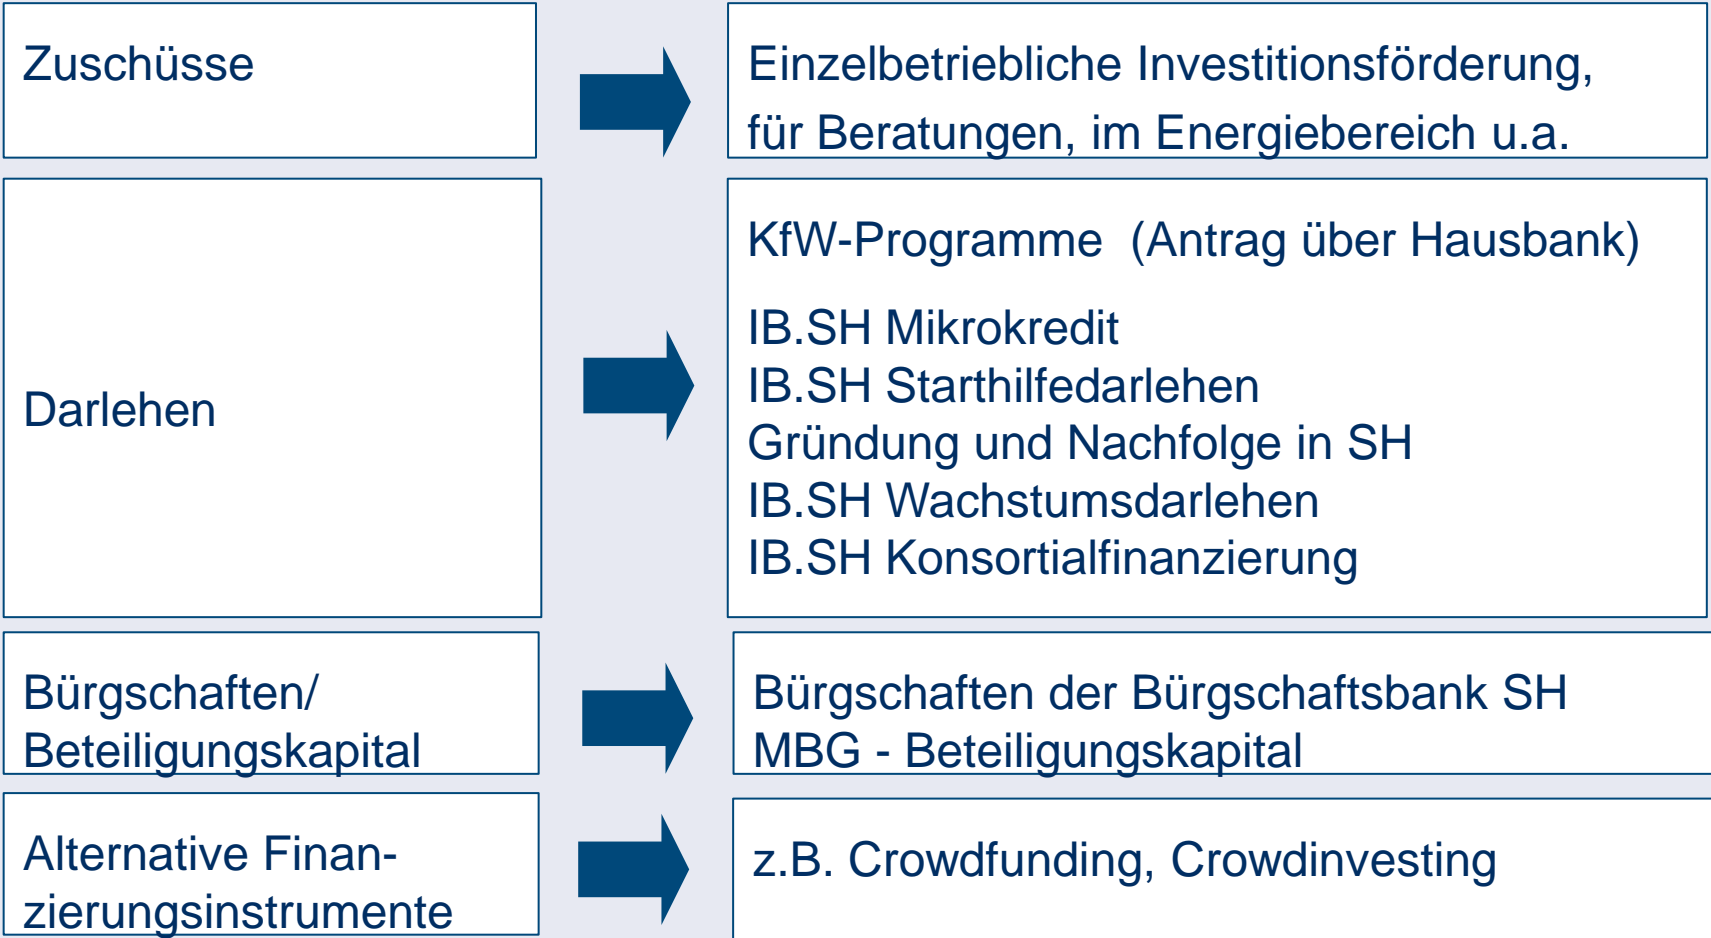 Zuschüsse
Einzelbetriebliche Investitionsförderung,
für Beratungen, im Energiebereich u.a.
Darlehen
KfW-Programme (Antrag über Hausbank)
IB.SH Mikrokredit
IB.SH Starthilfedarlehen
Gründung und Nachfolge in SH
IB.SH Wachstumsdarlehen
IB.SH Konsortialfinanzierung
Bürgschaften/
Beteiligungskapital
Bürgschaften der Bürgschaftsbank SH
MBG - Beteiligungskapital
Alternative Finan-
zierungsinstrumente
z.B. Crowdfunding, Crowdinvesting